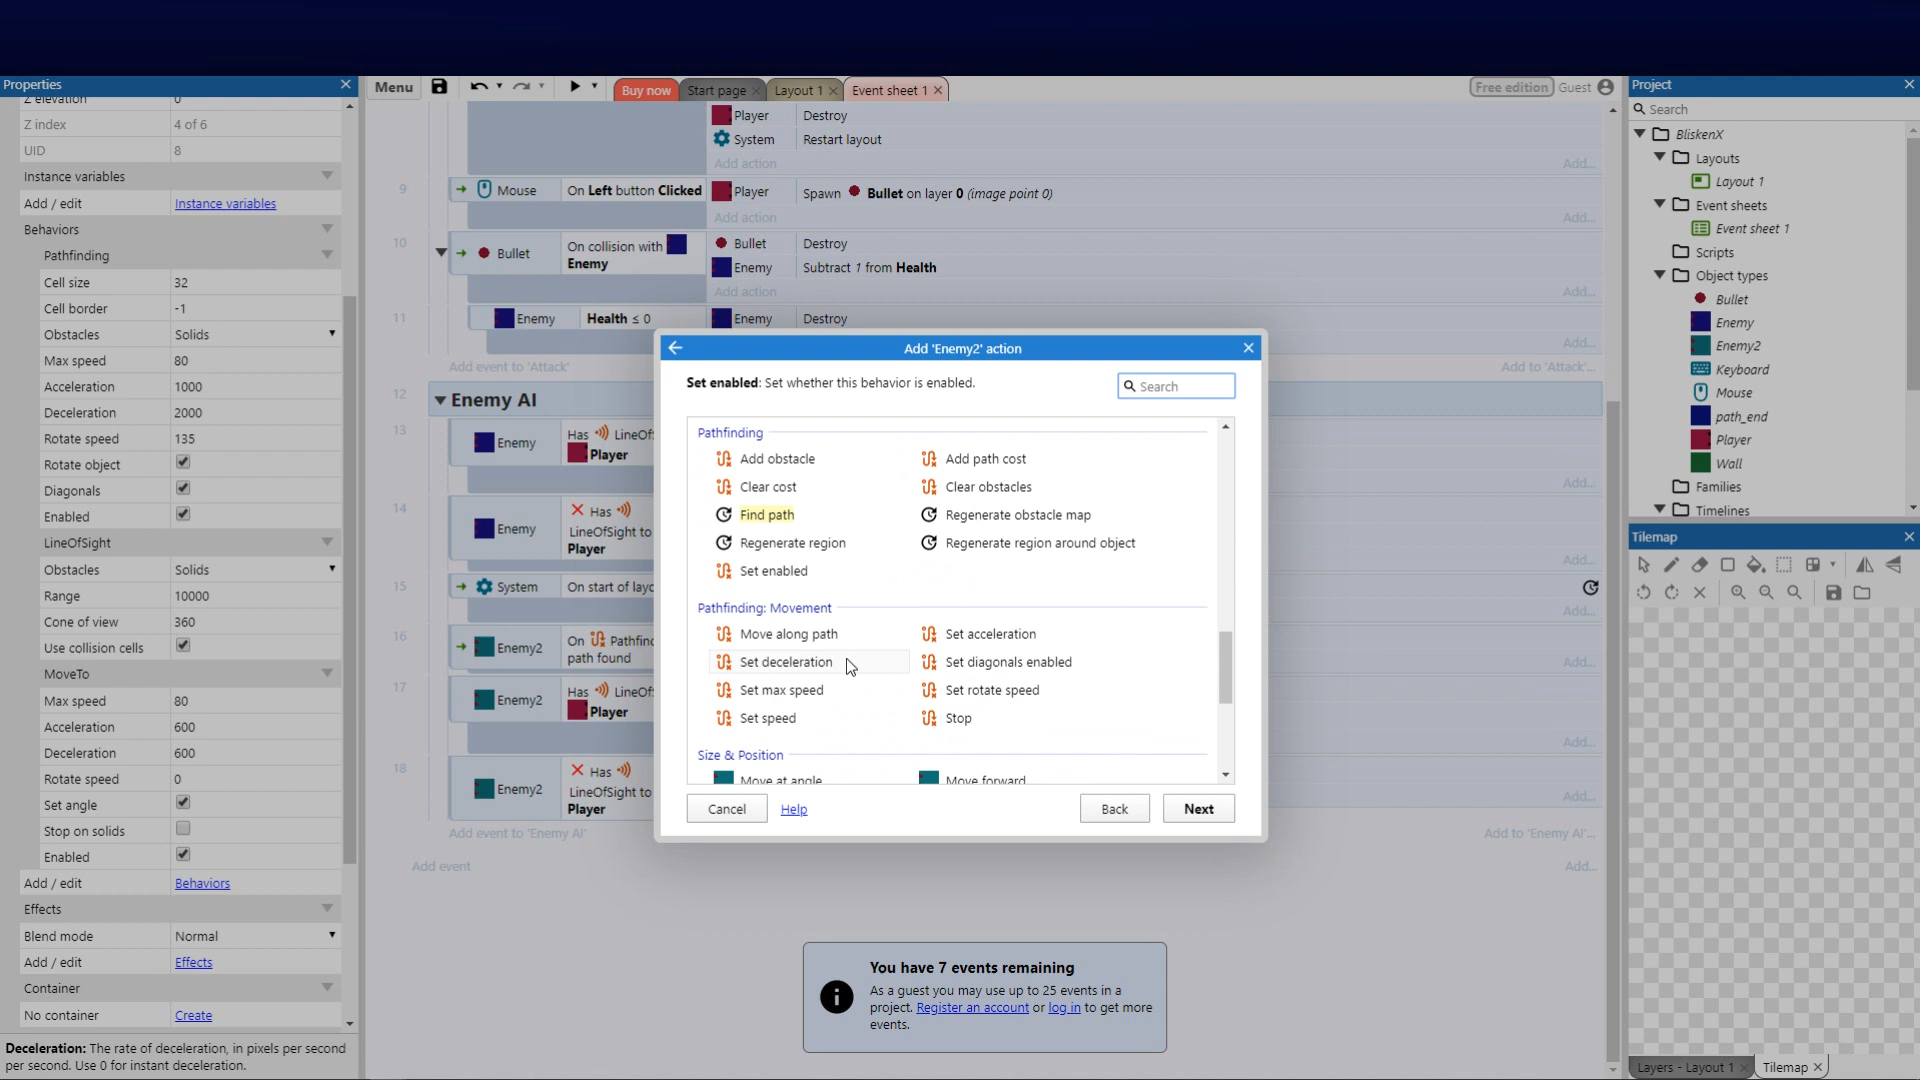 Properties
Z elevation 0
Z index 4 of 6
UID 8
Instance variables
Add / edit Instance variables
Behaviors
Pathfinding
Cell size 32
Cell border -1
Obstacles Solids
Max speed 80
Acceleration 1000
Deceleration 2000
Rotate speed 135
Rotate object
Diagonals
Enabled
LineOfSight
Obstacles Solids
Range 10000
Cone of view 360
Use collision cells
MoveTo
Max speed 80
Acceleration 600
Deceleration 600
Rotate speed 0
Set angle
Stop on solids
Enabled
Add / edit Behaviors
Effects
Blend mode Normal
Add / edit Effects
Container
No container Create
Deceleration: The rate of deceleration, in pixels per second
per second. Use 0 for instant deceleration.
Menu Buy now Start page Layout 1 Event sheet 1 Free edition Guest
Player Destroy
System Restart layout
Add action Add...
9 Mouse On Left button Clicked Player Spawn Bullet on layer 0 (image point 0)
Add action Add...
10 Bullet On collision with Enemy Bullet Destroy
Enemy Subtract 1 from Health
Add action Add...
11 Enemy Health ≤ 0 Enemy Destroy
Add...
Add event to 'Attack' Add to 'Attack'...
12 Enemy AI
13 Enemy Has LineOf
Player
Add...
14 Enemy Has
LineOfSight to
Player
Add...
15 System On start of layo
Add...
16 Enemy2 On Pathfin
path found
Add...
17 Enemy2 Has LineOf
Player
Add...
18 Enemy2 Has
LineOfSight to
Player
Add...
Add event to 'Enemy AI' Add to 'Enemy AI'...
Add event Add...
Add 'Enemy2' action
Set enabled: Set whether this behavior is enabled.
Search
Pathfinding
Add obstacle Add path cost
Clear cost Clear obstacles
Find path Regenerate obstacle map
Regenerate region Regenerate region around object
Set enabled
Pathfinding: Movement
Move along path Set acceleration
Set deceleration Set diagonals enabled
Set max speed Set rotate speed
Set speed Stop
Size & Position
Move at angle Move forward
Cancel Help Back Next
You have 7 events remaining
As a guest you may use up to 25 events in a
project. Register an account or log in to get more
events.
Project
Search
BliskenX
Layouts
Layout 1
Event sheets
Event sheet 1
Scripts
Object types
Bullet
Enemy
Enemy2
Keyboard
Mouse
path_end
Player
Wall
Families
Timelines
Tilemap
Layers - Layout 1 Tilemap